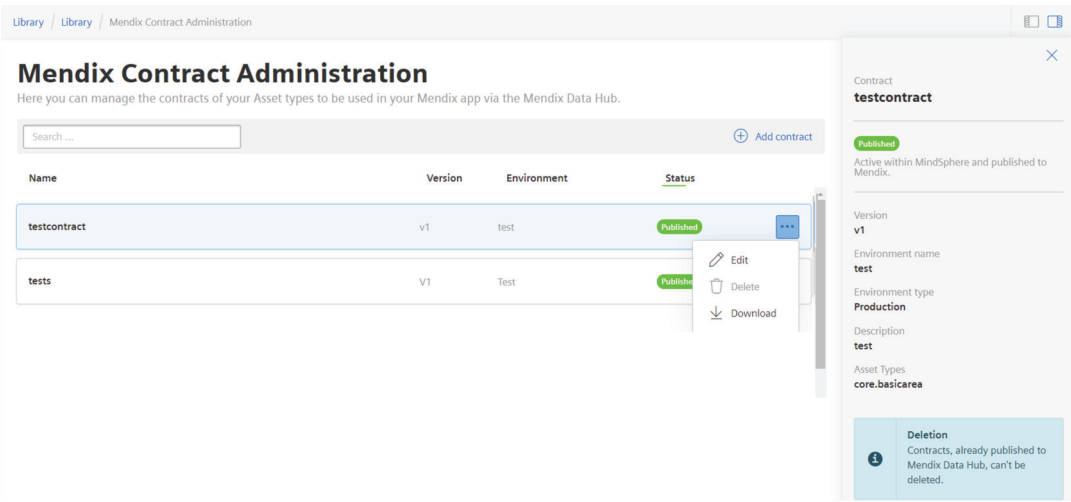 Library / Library / Mendix Contract Administration
Mendix Contract Administration
Here you can manage the contracts of your Asset types to be used in your Mendix app via the Mendix Data Hub.
Search ...
Add contract
Name Version Environment Status
testcontract v1 test Published
Edit
tests V1 Test Publishe
Delete
Download
Contract
testcontract
Published
Active within MindSphere and published to
Mendix.
Version
v1
Environment name
test
Environment type
Production
Description
test
Asset Types
core.basicarea
Deletion
Contracts, already published to
Mendix Data Hub, can't be
deleted.